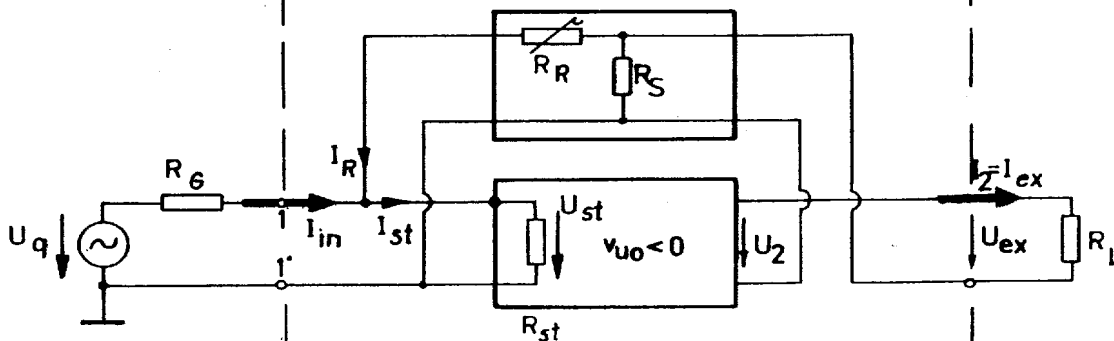 R_R
R_S
I_R
R_G
I_2=I_ex
U_q
1
I_in
I_st
U_st
v_uo<0
U_2
U_ex
R_L
1'
R_st